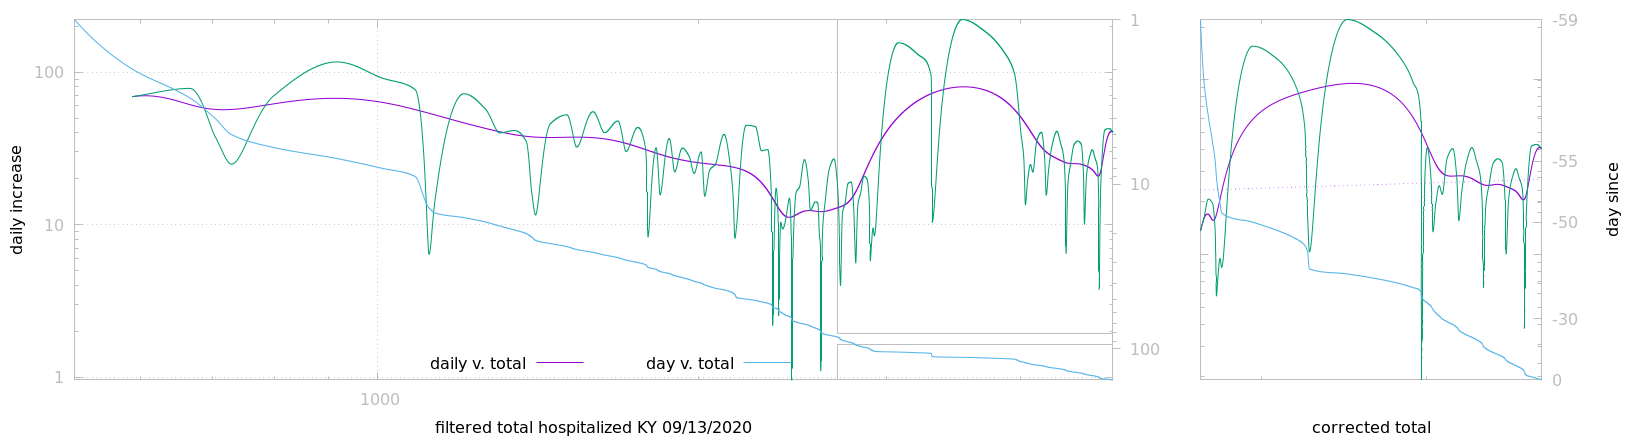 daily increase
100
10
1
1000
daily v. total
day v. total
filtered total hospitalized KY 09/13/2020
1
10
100
-59
-55
-50
-30
0
day since
corrected total